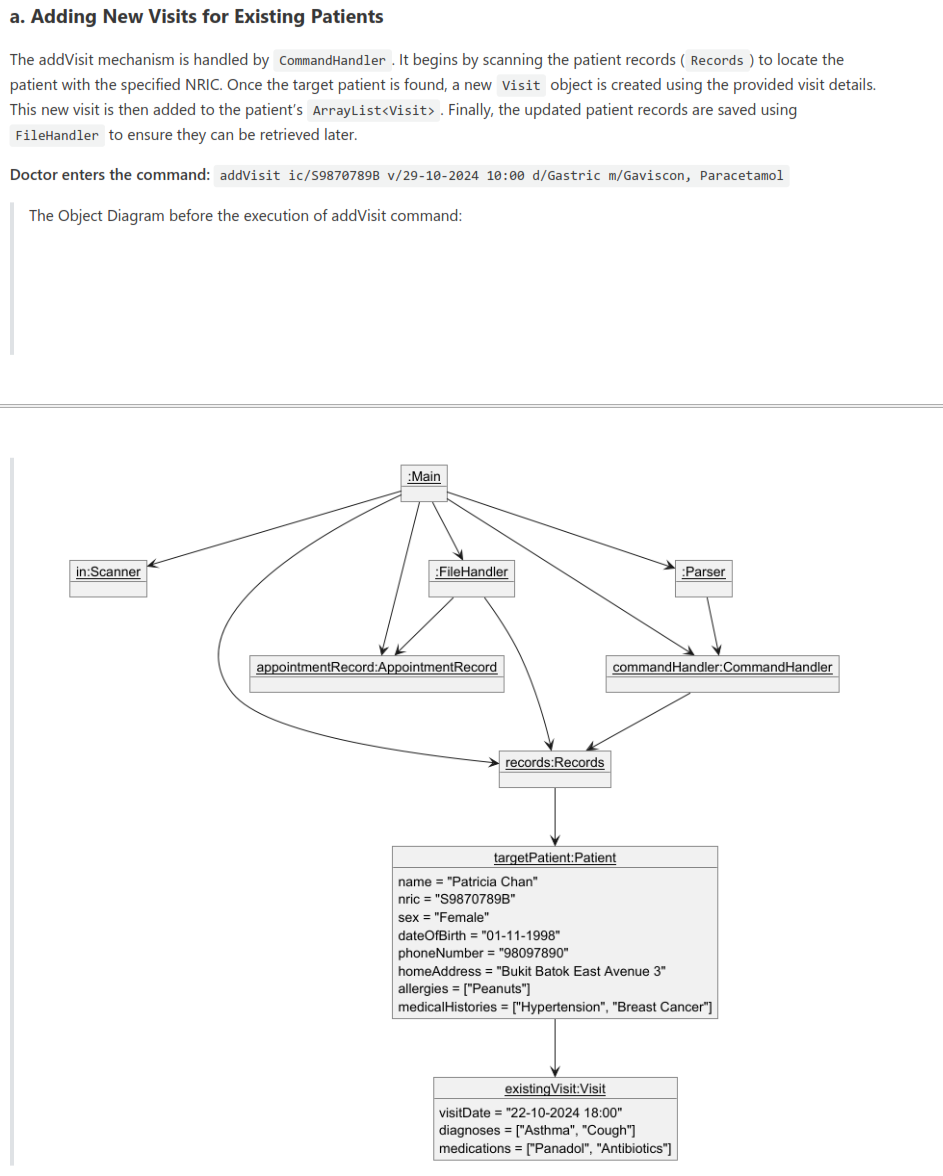 a. Adding New Visits for Existing Patients
The addVisit mechanism is handled by CommandHandler . It begins by scanning the patient records ( Records ) to locate the
patient with the specified NRIC. Once the target patient is found, a new Visit object is created using the provided visit details.
This new visit is then added to the patient's ArrayList<Visit> . Finally, the updated patient records are saved using
FileHandler to ensure they can be retrieved later.
Doctor enters the command: addVisit ic/S9870789B v/29-10-2024 10:00 d/Gastric m/Gaviscon, Paracetamol
The Object Diagram before the execution of addVisit command:
:Main
in:Scanner
:FileHandler
:Parser
appointmentRecord:AppointmentRecord
commandHandler:CommandHandler
records:Records
targetPatient:Patient
name = "Patricia Chan"
nric = "S9870789B"
sex = "Female"
dateOfBirth = "01-11-1998"
phoneNumber = "98097890"
homeAddress = "Bukit Batok East Avenue 3"
allergies = ["Peanuts"]
medicalHistories = ["Hypertension", "Breast Cancer"]
existingVisit:Visit
visitDate = "22-10-2024 18:00"
diagnoses = ["Asthma", "Cough"]
medications = ["Panadol", "Antibiotics"]